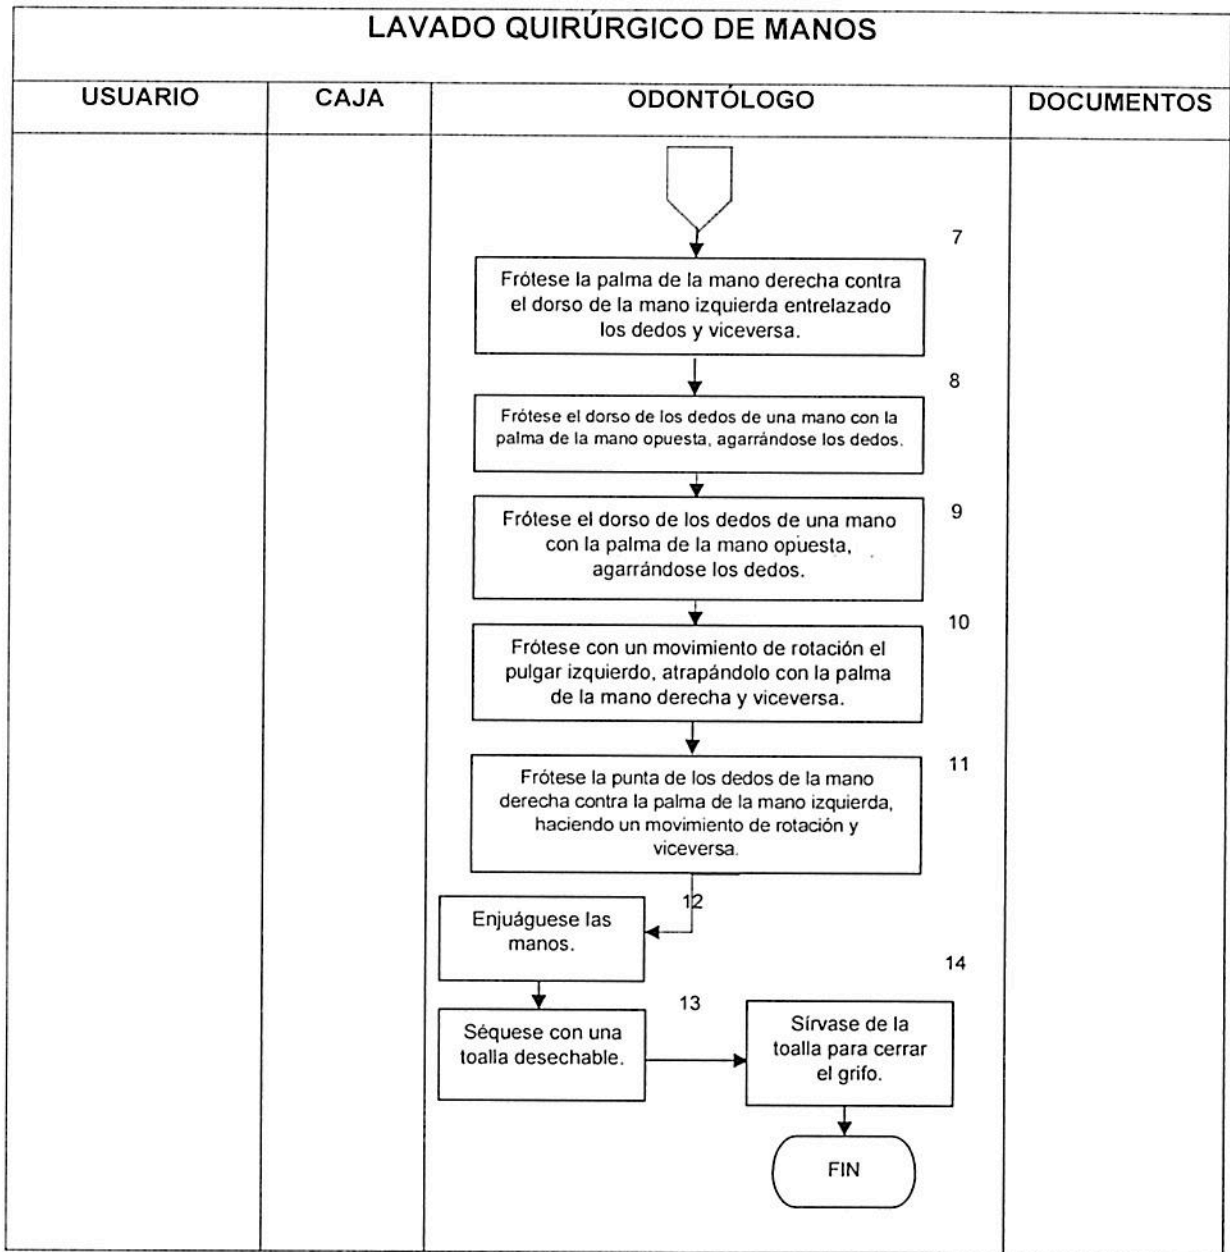 LAVADO QUIRÚRGICO DE MANOS
USUARIO
CAJA
ODONTÓLOGO
DOCUMENTOS
7
Frótese la palma de la mano derecha contra
el dorso de la mano izquierda entrelazado
los dedos y viceversa.
8
Frótese el dorso de los dedos de una mano con la
palma de la mano opuesta, agarrándose los dedos.
9
Frótese el dorso de los dedos de una mano
con la palma de la mano opuesta,
agarrándose los dedos.
10
Frótese con un movimiento de rotación el
pulgar izquierdo, atrapándolo con la palma
de la mano derecha y viceversa.
11
Frótese la punta de los dedos de la mano
derecha contra la palma de la mano izquierda,
haciendo un movimiento de rotación y
viceversa.
12
Enjuáguese las
manos.
13
Séquese con una
toalla desechable.
14
Sírvase de la
toalla para cerrar
el grifo.
FIN